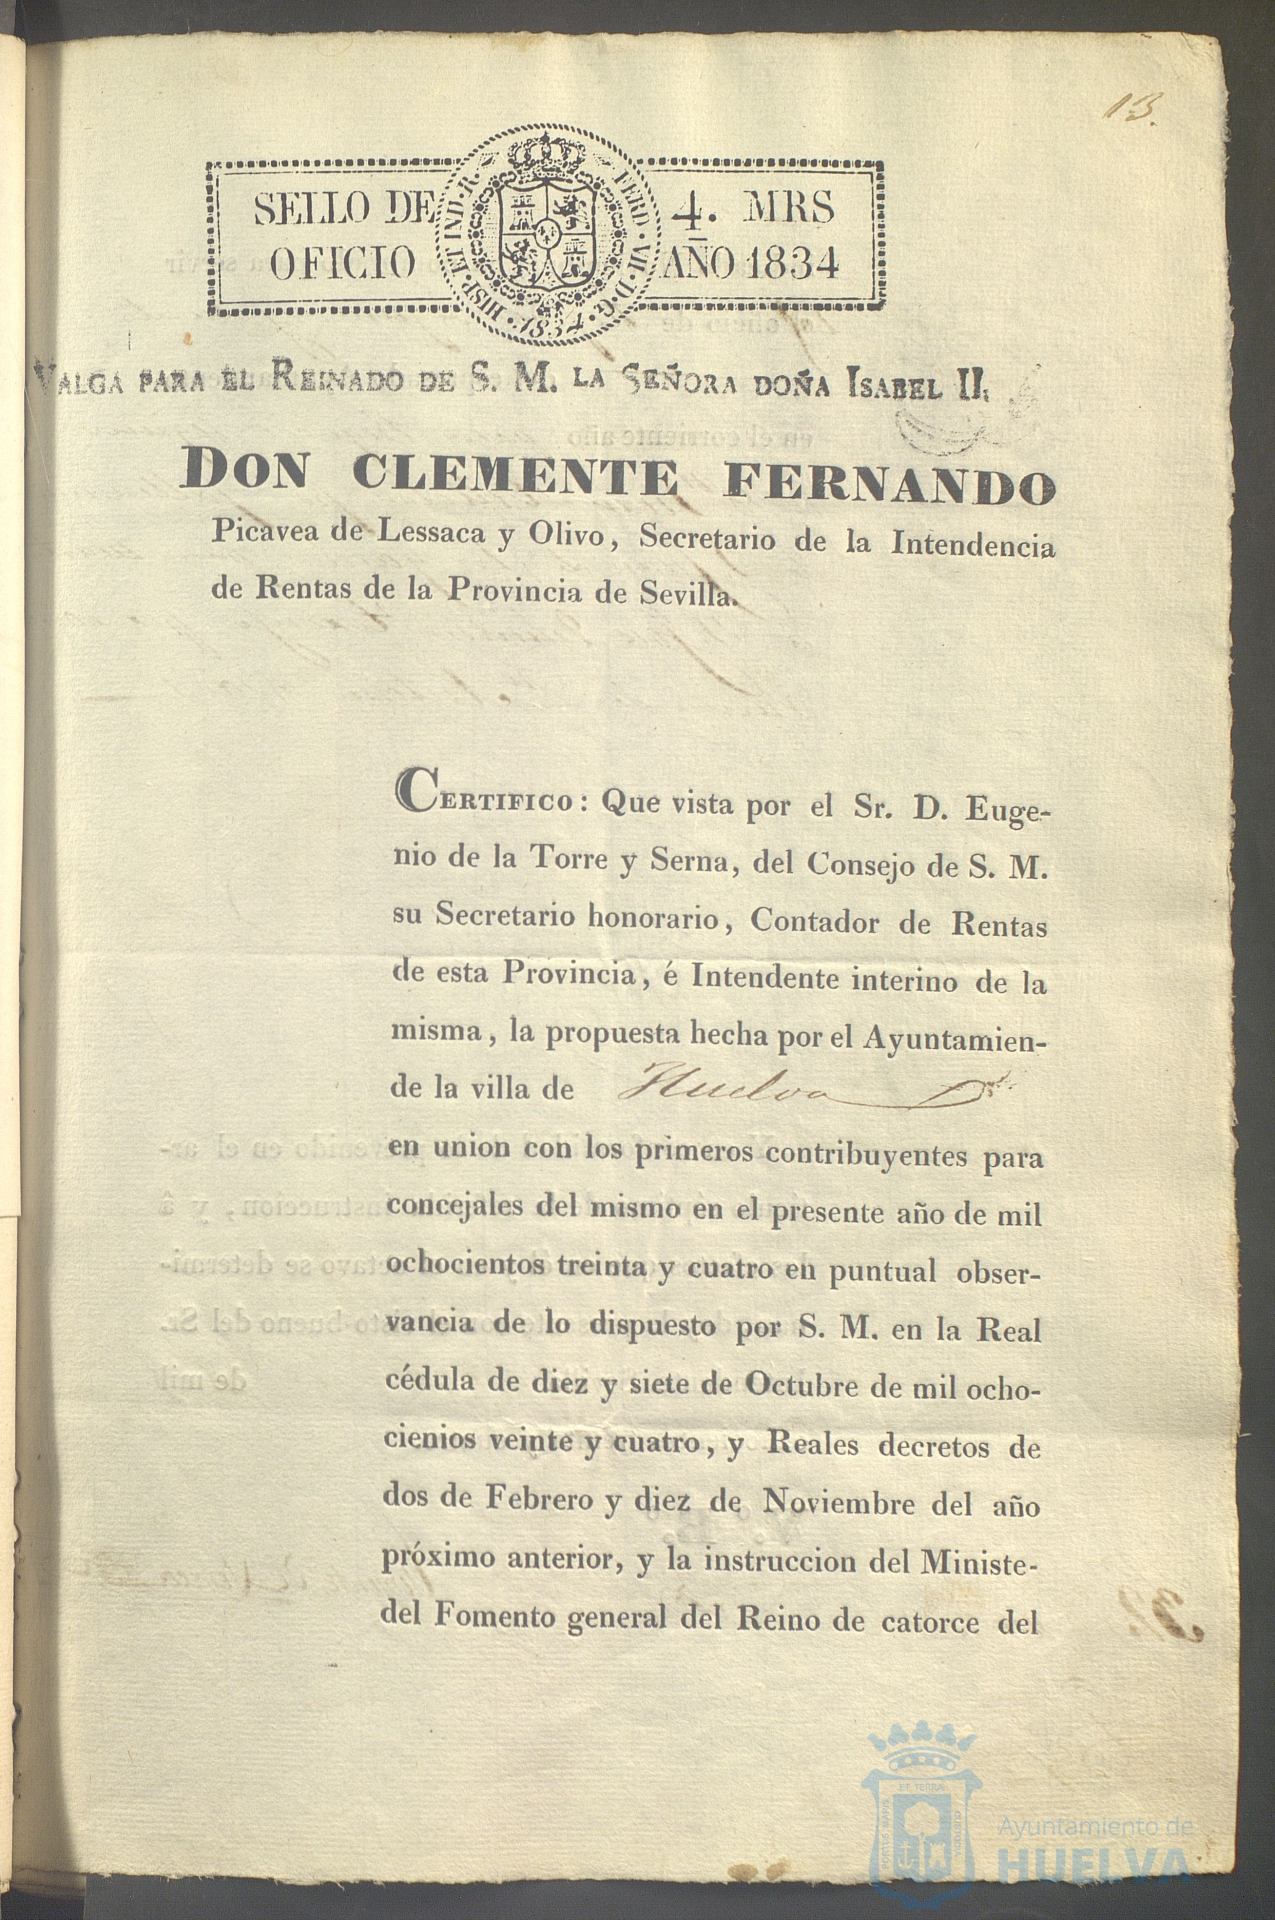 13.
SELLO DE 4. MRS
OFICIO AÑO 1834
HISP. ET IND. R. FERD. VII. D. G. 1834.
VALGA PARA EL REINADO DE S. M. LA SEÑORA DOÑA ISABEL II.
DON CLEMENTE FERNANDO
Picavea de Lessaca y Olivo, Secretario de la Intendencia
de Rentas de la Provincia de Sevilla.
CERTIFICO: Que vista por el Sr. D. Euge-
nio de la Torre y Serna, del Consejo de S. M.
su Secretario honorario, Contador de Rentas
de esta Provincia, é Intendente interino de la
misma, la propuesta hecha por el Ayuntamien-
de la villa de Huelva
en union con los primeros contribuyentes para
concejales del mismo en el presente año de mil
ochocientos treinta y cuatro en puntual obser-
vancia de lo dispuesto por S. M. en la Real
cédula de diez y siete de Octubre de mil ocho-
cienios veinte y cuatro, y Reales decretos de
dos de Febrero y diez de Noviembre del año
próximo anterior, y la instruccion del Ministe-
del Fomento general del Reino de catorce del
Ayuntamiento de
HUELVA